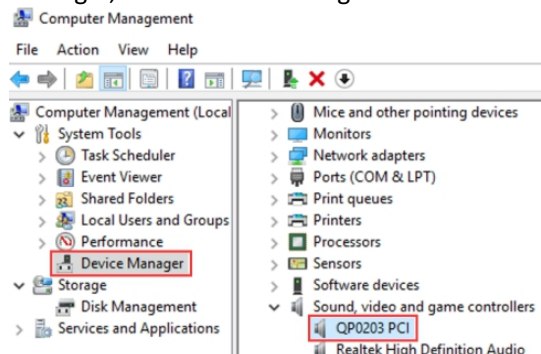 Computer Management
File Action View Help
Computer Management (Local
System Tools
Task Scheduler
Event Viewer
Shared Folders
Local Users and Groups
Performance
Device Manager
Storage
Disk Management
Services and Applications
Mice and other pointing devices
Monitors
Network adapters
Ports (COM & LPT)
Print queues
Printers
Processors
Sensors
Software devices
Sound, video and game controllers
QP0203 PCI
Realtek High Definition Audio